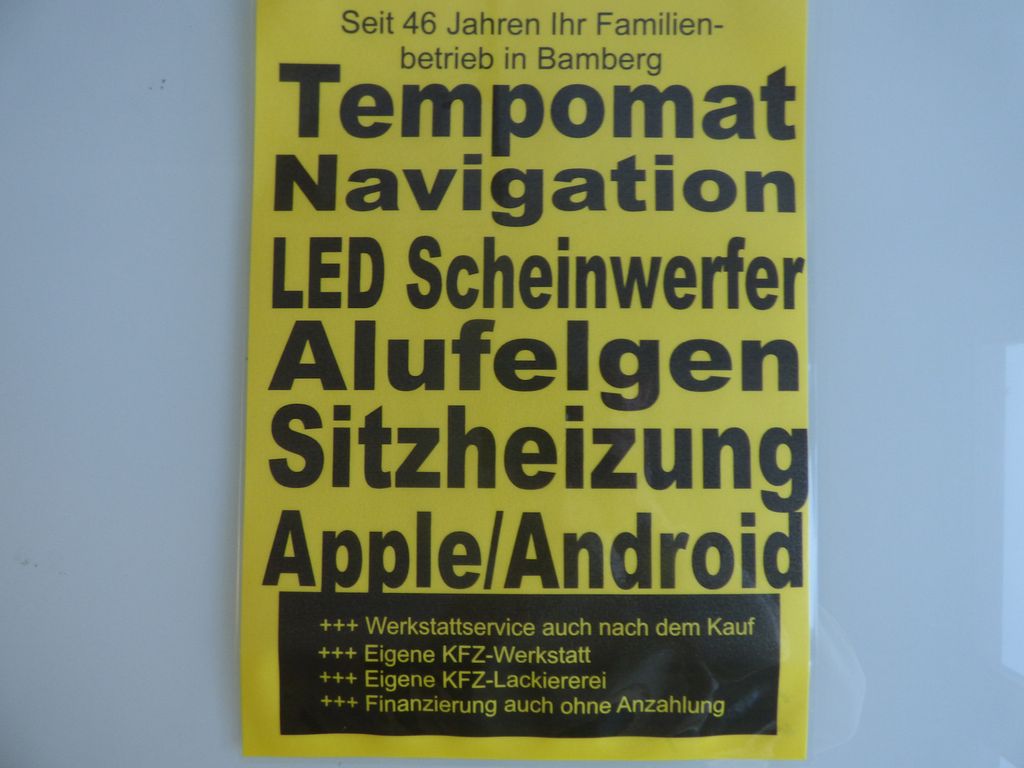 Seit 46 Jahren Ihr Familien-
betrieb in Bamberg
Tempomat
Navigation
LED Scheinwerfer
Alufelgen
Sitzheizung
Apple/Android
+++ Werkstattservice auch nach dem Kauf
+++ Eigene KFZ-Werkstatt
+++ Eigene KFZ-Lackiererei
+++ Finanzierung auch ohne Anzahlung